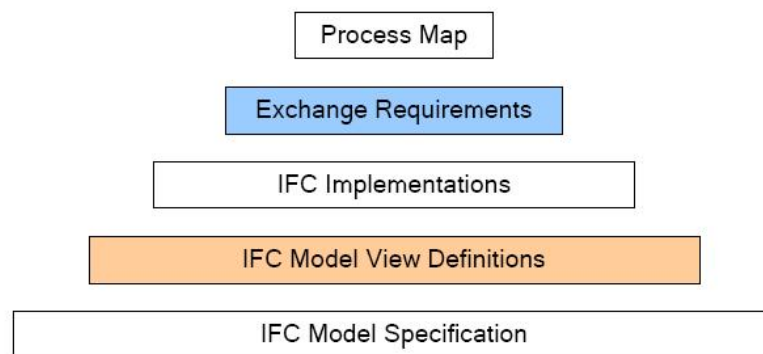 Process Map
Exchange Requirements
IFC Implementations
IFC Model View Definitions
IFC Model Specification